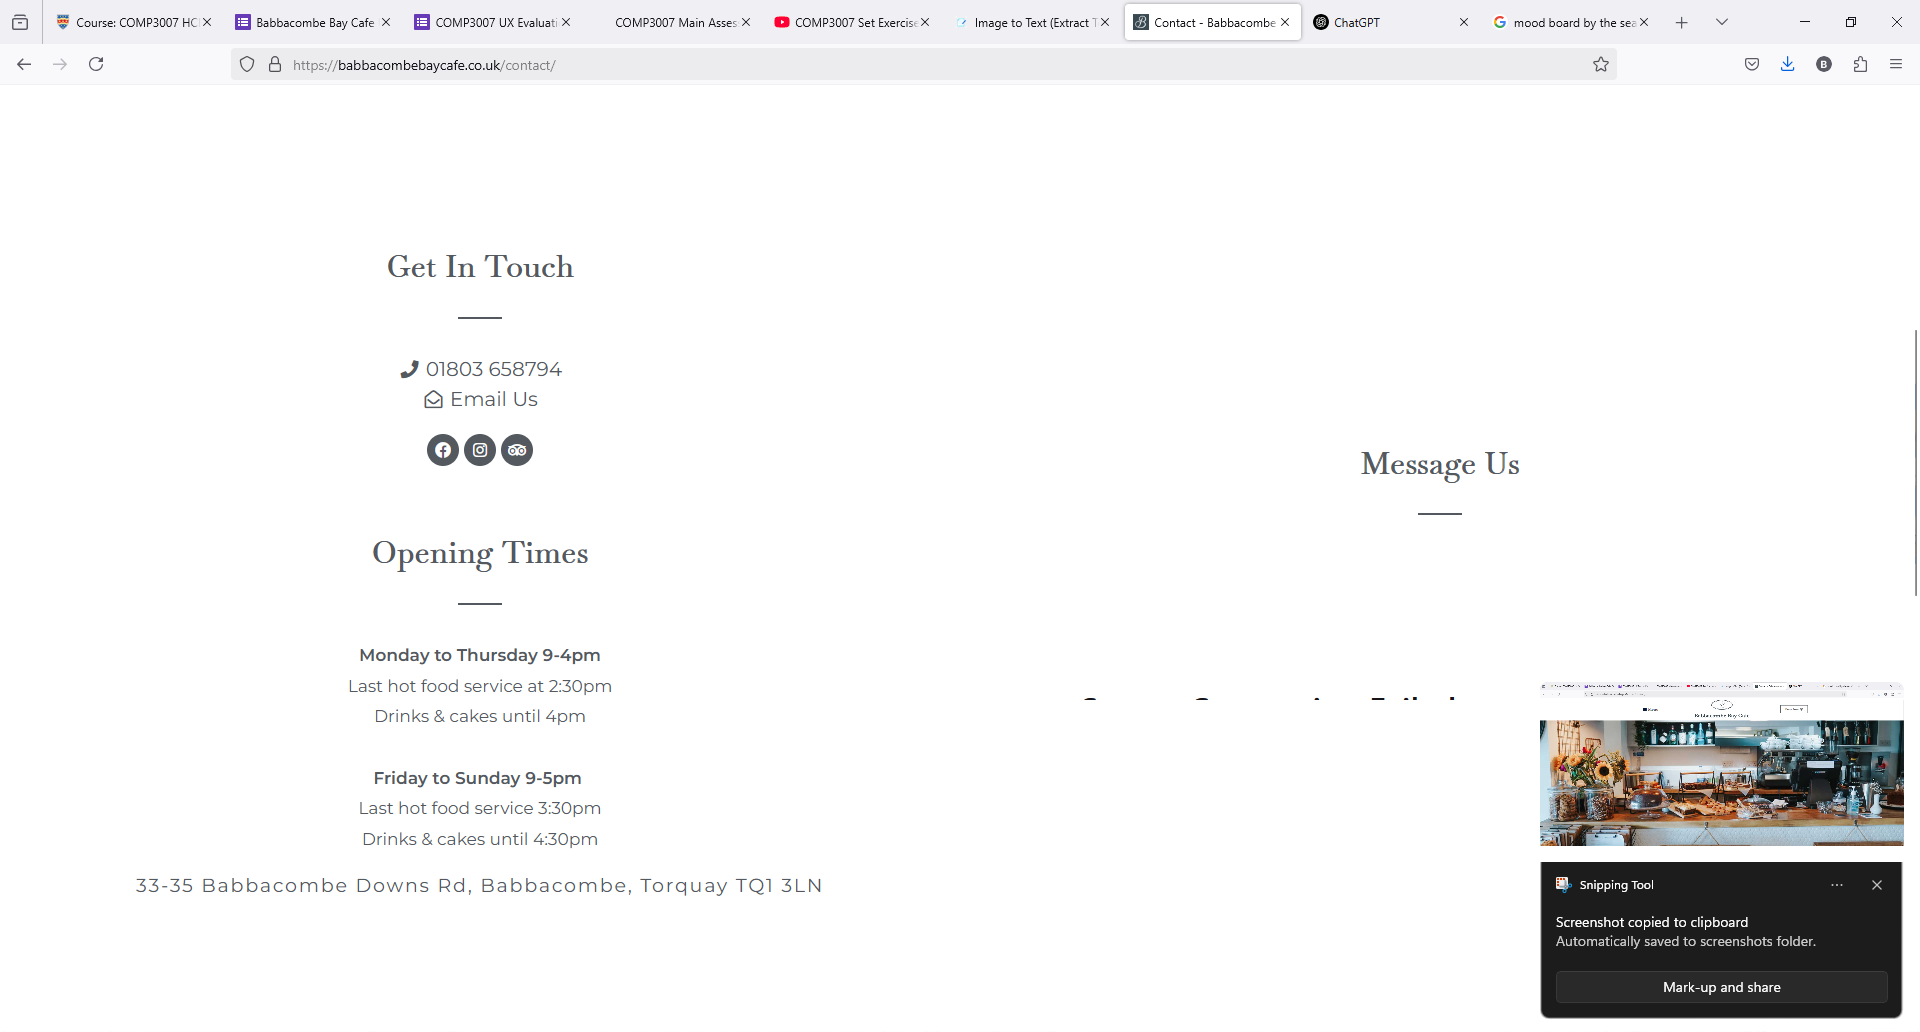 Course: COMP3007 HC
Babbacombe Bay Cafe
COMP3007 UX Evaluati
COMP3007 Main Asses
COMP3007 Set Exercise
Image to Text (Extract T
Contact - Babbacombe
ChatGPT
mood board by the sea
https://babbacombebaycafe.co.uk/contact/
B
Get In Touch
01803 658794
Email Us
Opening Times
Monday to Thursday 9-4pm
Last hot food service at 2:30pm
Drinks & cakes until 4pm
Friday to Sunday 9-5pm
Last hot food service 3:30pm
Drinks & cakes until 4:30pm
33-35 Babbacombe Downs Rd, Babbacombe, Torquay TQ1 3LN
Message Us
Babbacombe Bay Cafe
Snipping Tool
Screenshot copied to clipboard
Automatically saved to screenshots folder.
Mark-up and share